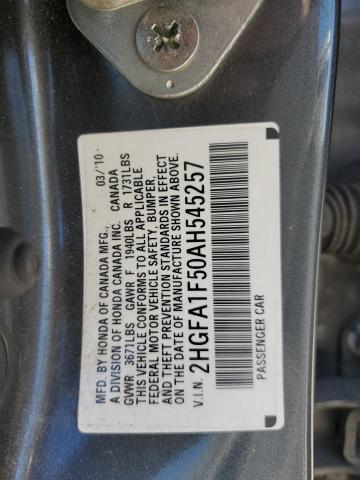 MFD. BY HONDA OF CANADA MFG., 03/'10
A DIVISION OF HONDA CANADA INC. CANADA
GVWR 3671LBS GAWR F 1940LBS R 1731LBS
THIS VEHICLE CONFORMS TO ALL APPLICABLE
FEDERAL MOTOR VEHICLE SAFETY, BUMPER,
AND THEFT PREVENTION STANDARDS IN EFFECT
ON THE DATE OF MANUFACTURE SHOWN ABOVE.
V.I.N. 2HGFA1F50AH545257
PASSENGER CAR